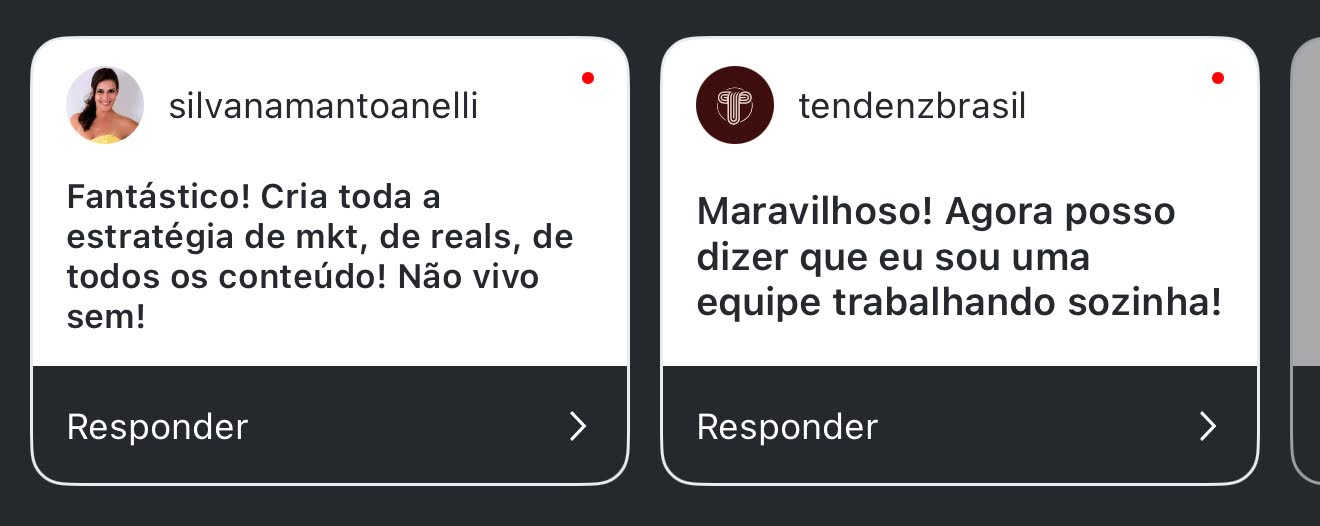 silvanamantoanelli
Fantástico! Cria toda a
estratégia de mkt, de reals, de
todos os conteúdo! Não vivo
sem!
Responder
tendenzbrasil
Maravilhoso! Agora posso
dizer que eu sou uma
equipe trabalhando sozinha!
Responder